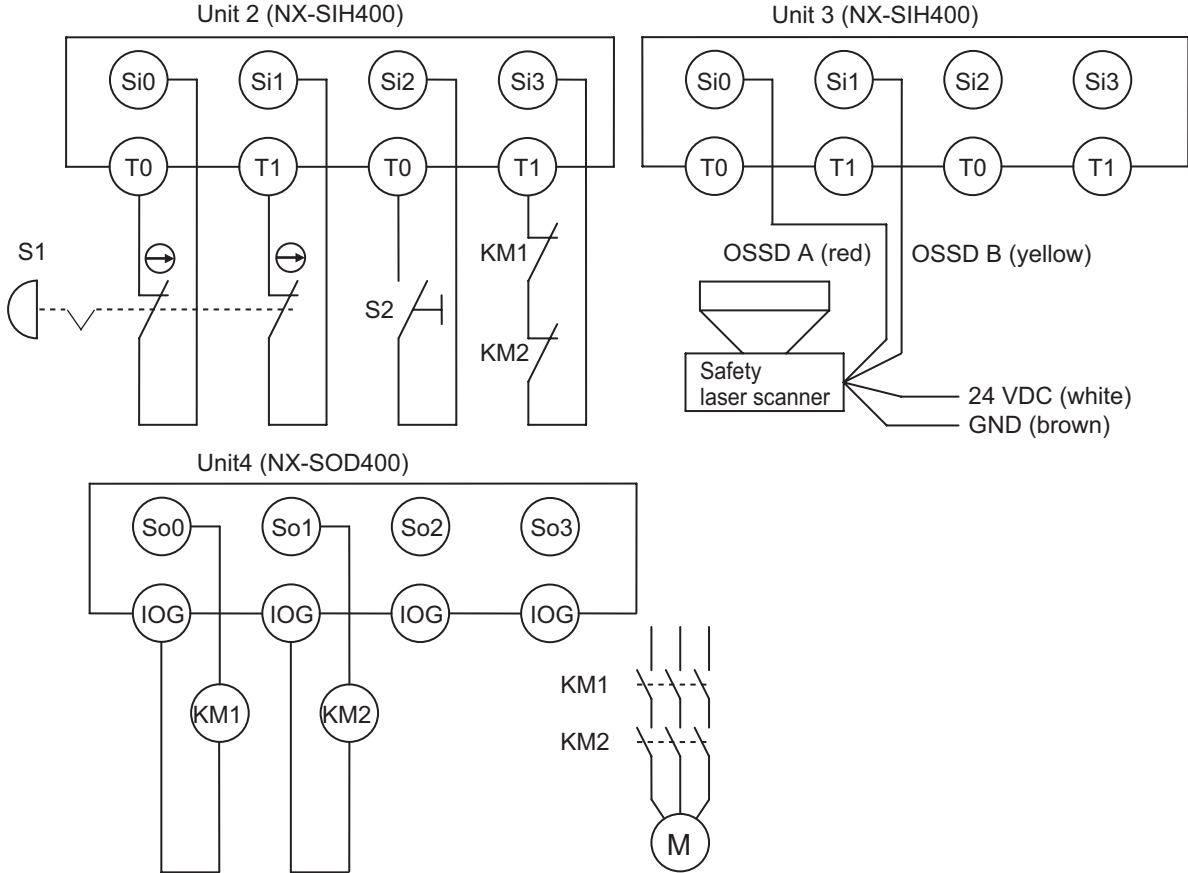 Unit 2 (NX-SIH400)
Si0 Si1 Si2 Si3
T0 T1 T0 T1
S1
S2
KM1
KM2
Unit 3 (NX-SIH400)
Si0 Si1 Si2 Si3
T0 T1 T0 T1
OSSD A (red)
OSSD B (yellow)
Safety
laser scanner
24 VDC (white)
GND (brown)
Unit4 (NX-SOD400)
So0 So1 So2 So3
IOG IOG IOG IOG
KM1 KM2
KM1
KM2
M